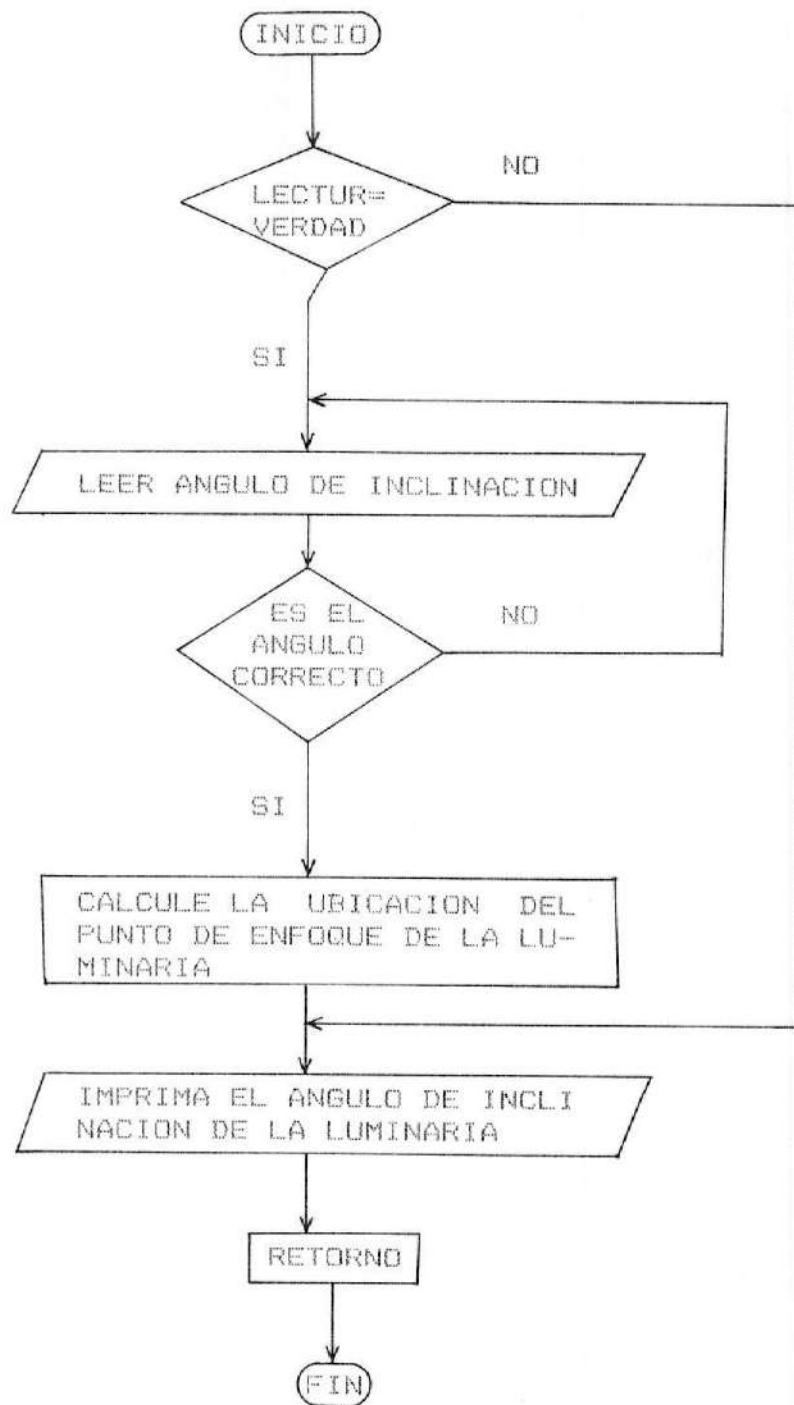 INICIO
NO
LECTUR=
VERDAD
SI
LEER ANGULO DE INCLINACION
ES EL
ANGULO
CORRECTO
NO
SI
CALCULE LA UBICACION DEL
PUNTO DE ENFOQUE DE LA LU-
MINARIA
IMPRIMA EL ANGULO DE INCLI
NACION DE LA LUMINARIA
RETORNO
FIN